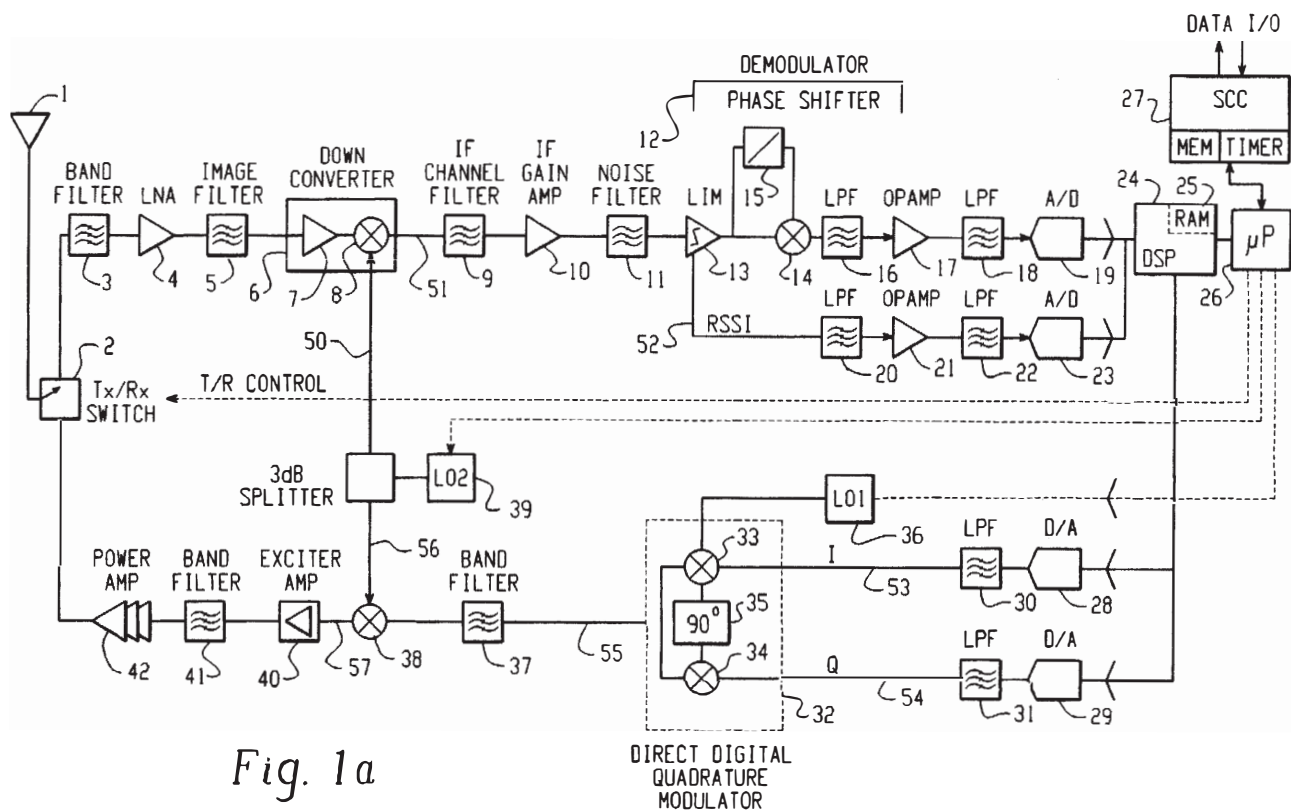 DATA I/O
1
DEMODULATOR
PHASE SHIFTER
12
27
SCC
MEM
TIMER
BAND
FILTER
LNA
IMAGE
FILTER
DOWN
CONVERTER
IF
CHANNEL
FILTER
IF
GAIN
AMP
NOISE
FILTER
LIM
15
LPF
OPAMP
LPF
A/D
24
25
RAM
DSP
µP
26
3
4
5
6
7
8
51
9
10
11
13
14
16
17
18
19
50
52
RSSI
LPF
OPAMP
LPF
A/D
20
21
22
23
2
Tx/Rx
SWITCH
T/R CONTROL
3dB
SPLITTER
LO2
39
LO1
36
56
33
I
53
LPF
D/A
30
28
POWER
AMP
BAND
FILTER
EXCITER
AMP
BAND
FILTER
35
90°
42
41
40
57
38
37
55
34
Q
54
LPF
D/A
31
29
32
DIRECT DIGITAL
QUADRATURE
MODULATOR
Fig. 1a